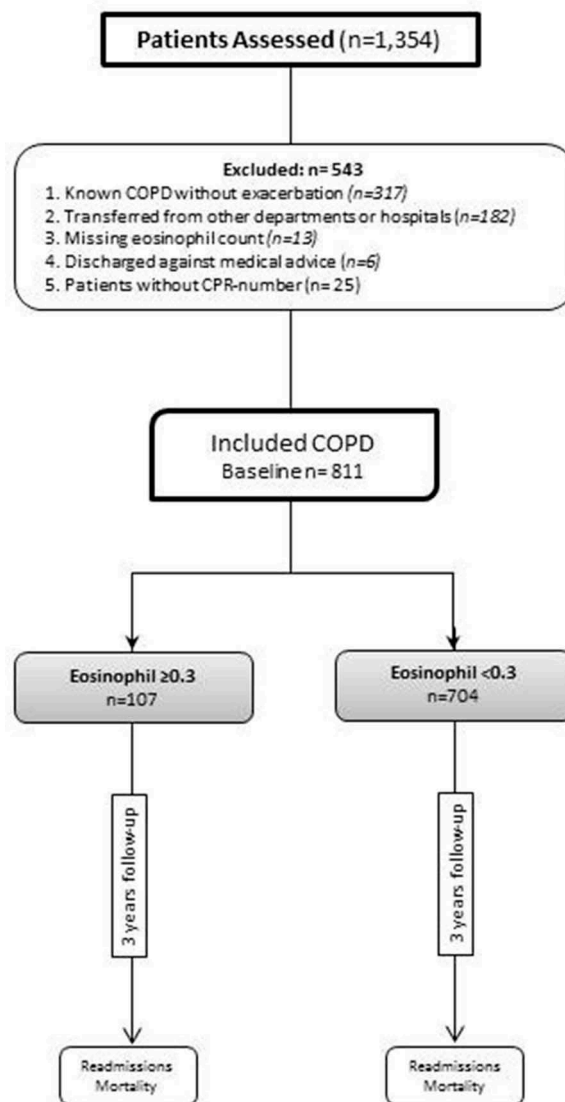 Patients Assessed (n=1,354)
Excluded: n= 543
1. Known COPD without exacerbation (n=317)
2. Transferred from other departments or hospitals (n=182)
3. Missing eosinophil count (n=13)
4. Discharged against medical advice (n=6)
5. Patients without CPR-number (n= 25)
Included COPD
Baseline n= 811
Eosinophil ≥0.3
n=107
Eosinophil <0.3
n=704
3 years follow-up
3 years follow-up
Readmissions
Mortality
Readmissions
Mortality